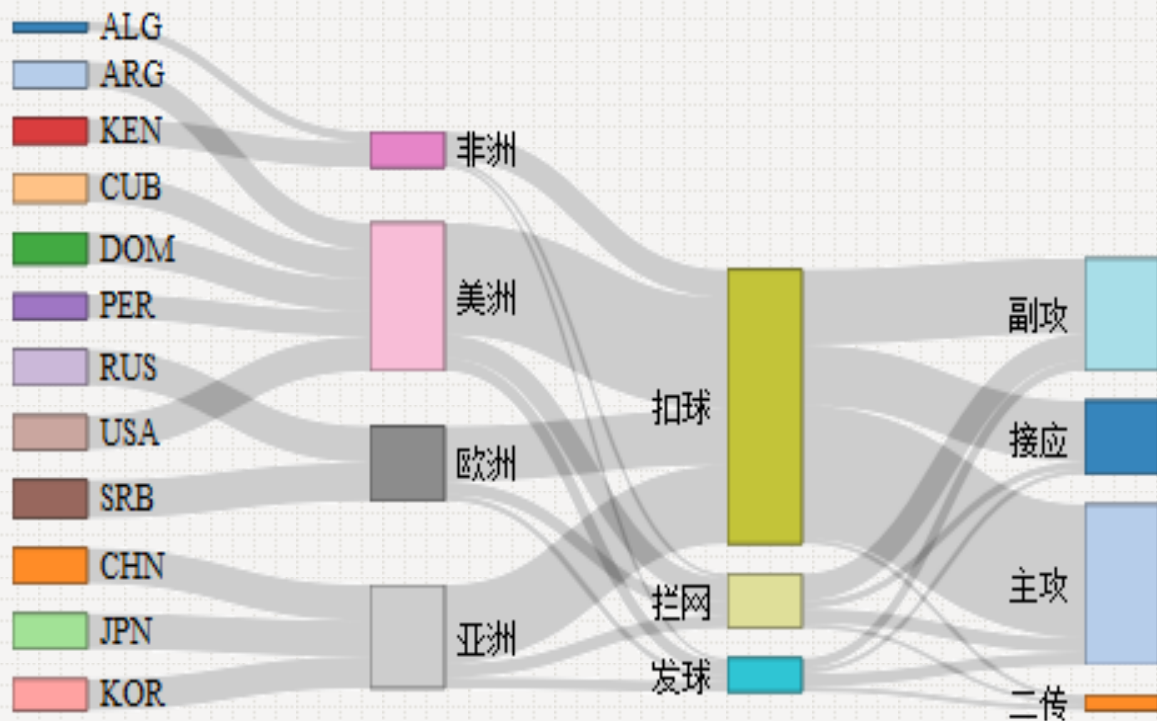 ALG
ARG
KEN
CUB
DOM
PER
RUS
USA
SRB
CHN
JPN
KOR
非洲
美洲
欧洲
亚洲
扣球
拦网
发球
副攻
接应
主攻
二传